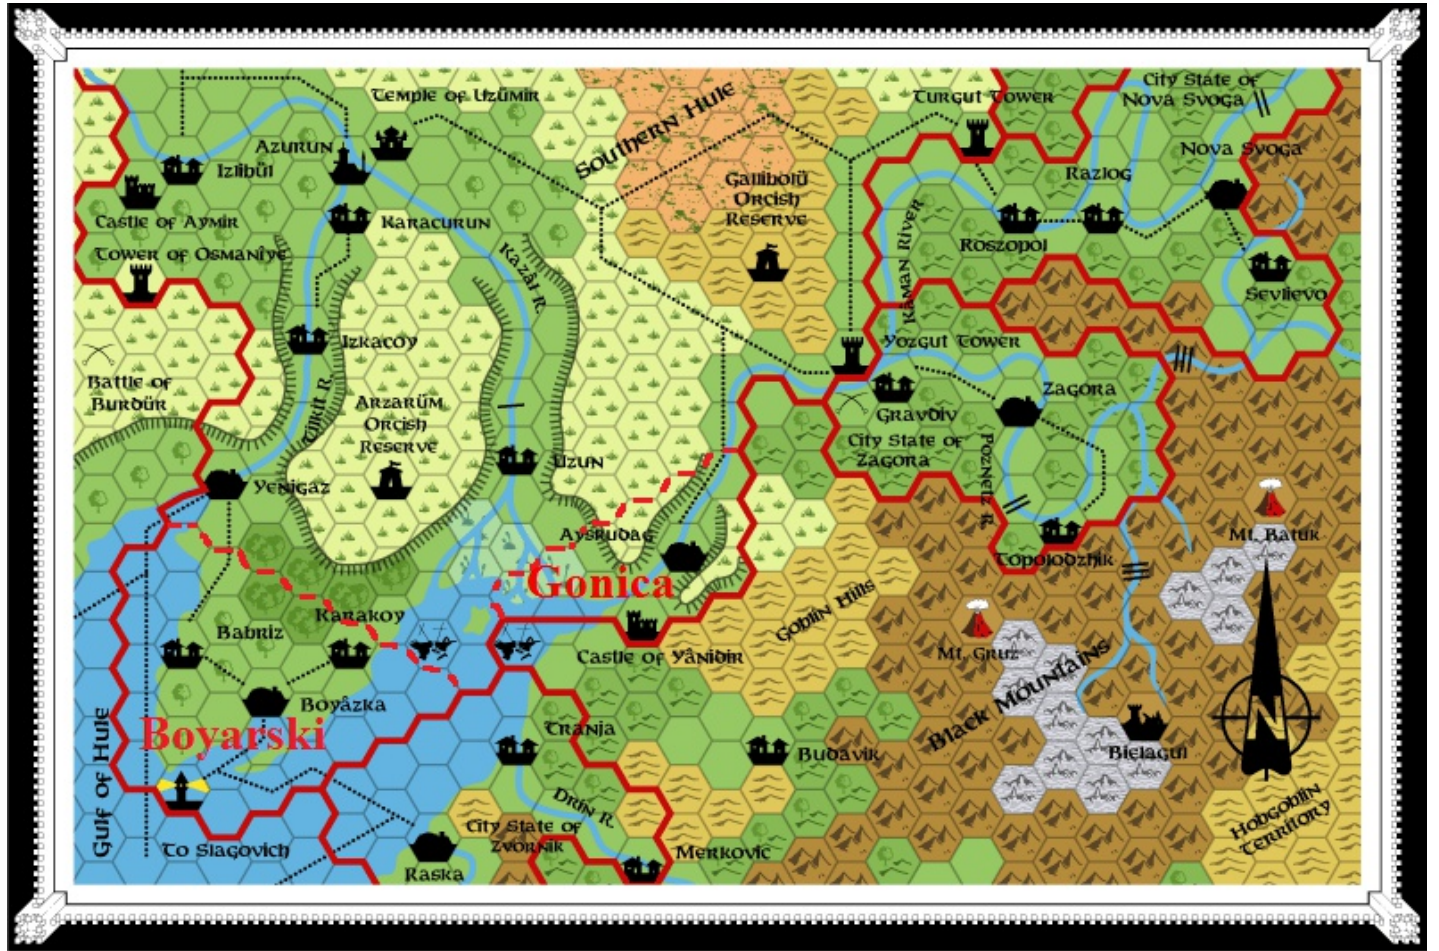 City State of
Nova Svoga
Temple of Uzümir
Turgut Tower
Southern Hule
Azurun
Izlibül
Nova Svoga
Razlog
Gallibolü
Orcish
Reserve
Castle of Aymir
Karacurun
Roszopol
Kaman River
Tower of Osmaniye
Kazât R.
Sevlievo
Izkacoy
Yozgut Tower
Battle of
Burdür
Zagora
Arzarüm
Orcish
Reserve
Gravdiv
City State of
Zagora
Poznetz R.
Uzun
Yenigaz
Aysrudag
Mt. Batuk
Topolodzhik
Gonica
Goblin Hills
Karakoy
Babriz
Castle of Yânidir
Mt. Gruz
Black Mountains
Boyâzka
Boyarski
Tranja
Budavik
Bielagul
N
Gulf of Hule
Drin R.
City State of
Zvornik
Hobgoblin
Territory
To Slagovich
Merkovic
Raska